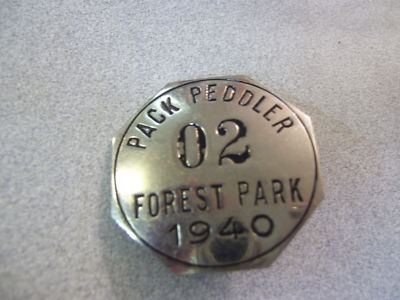 PACK PEDDLER
02
FOREST PARK
1940